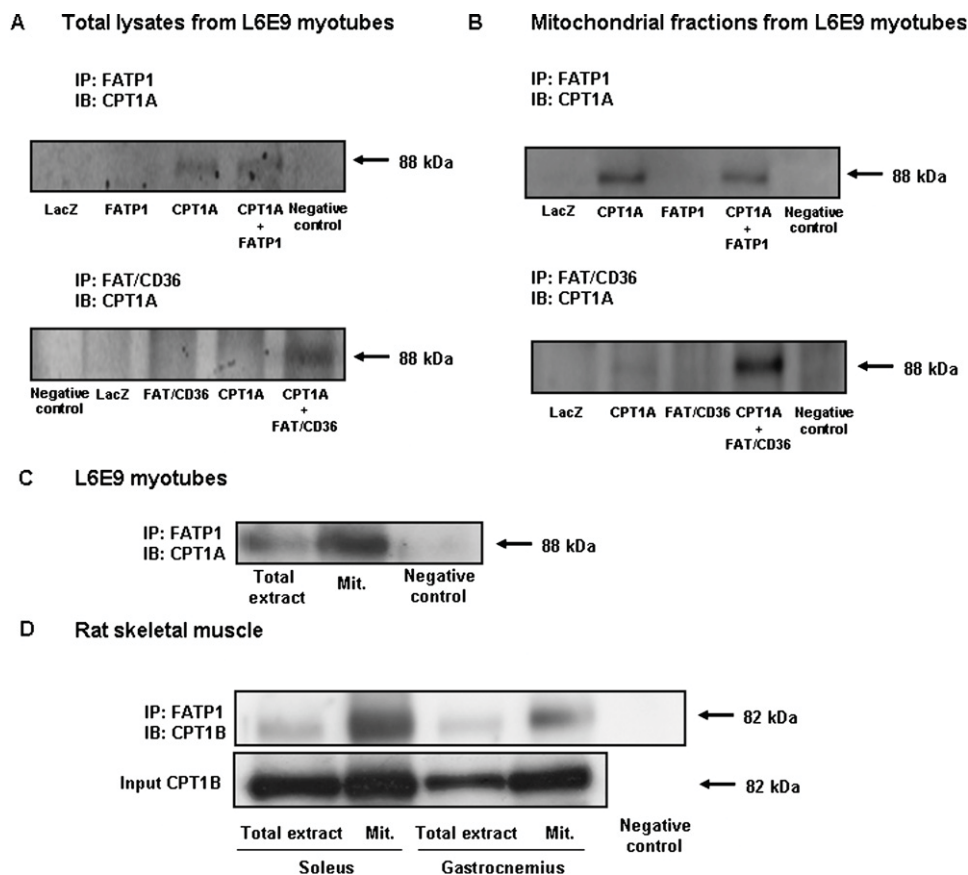 A Total lysates from L6E9 myotubes
IP: FATP1
IB: CPT1A
88 kDa
LacZ FATP1 CPT1A CPT1A + FATP1 Negative control
IP: FAT/CD36
IB: CPT1A
88 kDa
Negative control LacZ FAT/CD36 CPT1A CPT1A + FAT/CD36
B Mitochondrial fractions from L6E9 myotubes
IP: FATP1
IB: CPT1A
88 kDa
LacZ CPT1A FATP1 CPT1A + FATP1 Negative control
IP: FAT/CD36
IB: CPT1A
88 kDa
LacZ CPT1A FAT/CD36 CPT1A + FAT/CD36 Negative control
C L6E9 myotubes
IP: FATP1
IB: CPT1A
88 kDa
Total extract Mit. Negative control
D Rat skeletal muscle
IP: FATP1
IB: CPT1B
82 kDa
Input CPT1B
82 kDa
Total extract Mit. Total extract Mit. Negative control
Soleus Gastrocnemius